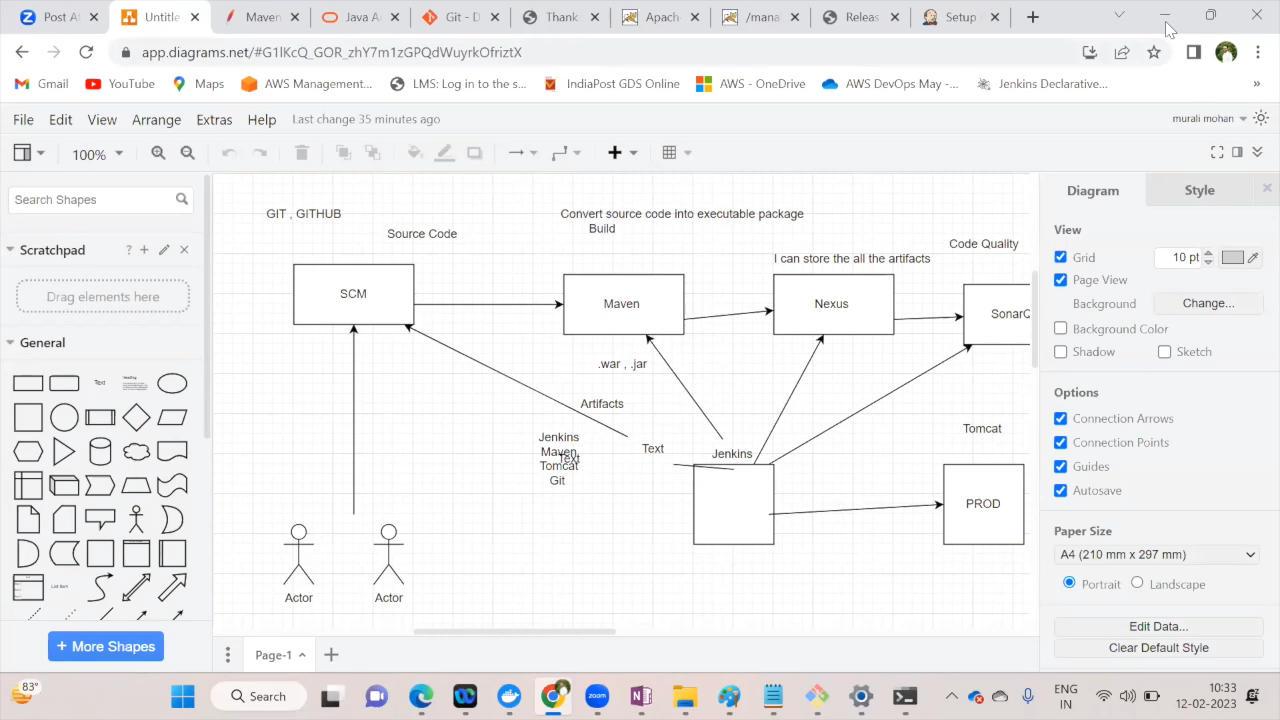 Post At
Untitle
Maven
Java A
Git - D
Thank
Apach
/mana
Releas
Setup
app.diagrams.net/#G1IKcQ_GOR_zhY7m1zGPQdWuyrkOfriztX
Gmail
YouTube
Maps
AWS Management...
LMS: Log in to the s...
IndiaPost GDS Online
AWS - OneDrive
AWS DevOps May -...
Jenkins Declarative...
»
File
Edit
View
Arrange
Extras
Help
Last change 35 minutes ago
murali mohan
100%
Search Shapes
Scratchpad
?
Drag elements here
General
Text
Heading
List Item
+ More Shapes
GIT , GITHUB
Source Code
Convert source code into executable package
Build
I can store the all the artifacts
Code Quality
SCM
Maven
Nexus
SonarQ
.war , .jar
Artifacts
Jenkins
Maven
Text
Tomcat
Git
Text
Jenkins
Tomcat
PROD
Actor
Actor
Page-1
Diagram
Style
View
Grid
10 pt
Page View
Background
Change...
Background Color
Shadow
Sketch
Options
Connection Arrows
Connection Points
Guides
Autosave
Paper Size
A4 (210 mm x 297 mm)
Portrait
Landscape
Edit Data...
Clear Default Style
83°
Search
zoom
ENG
IN
10:33
12-02-2023